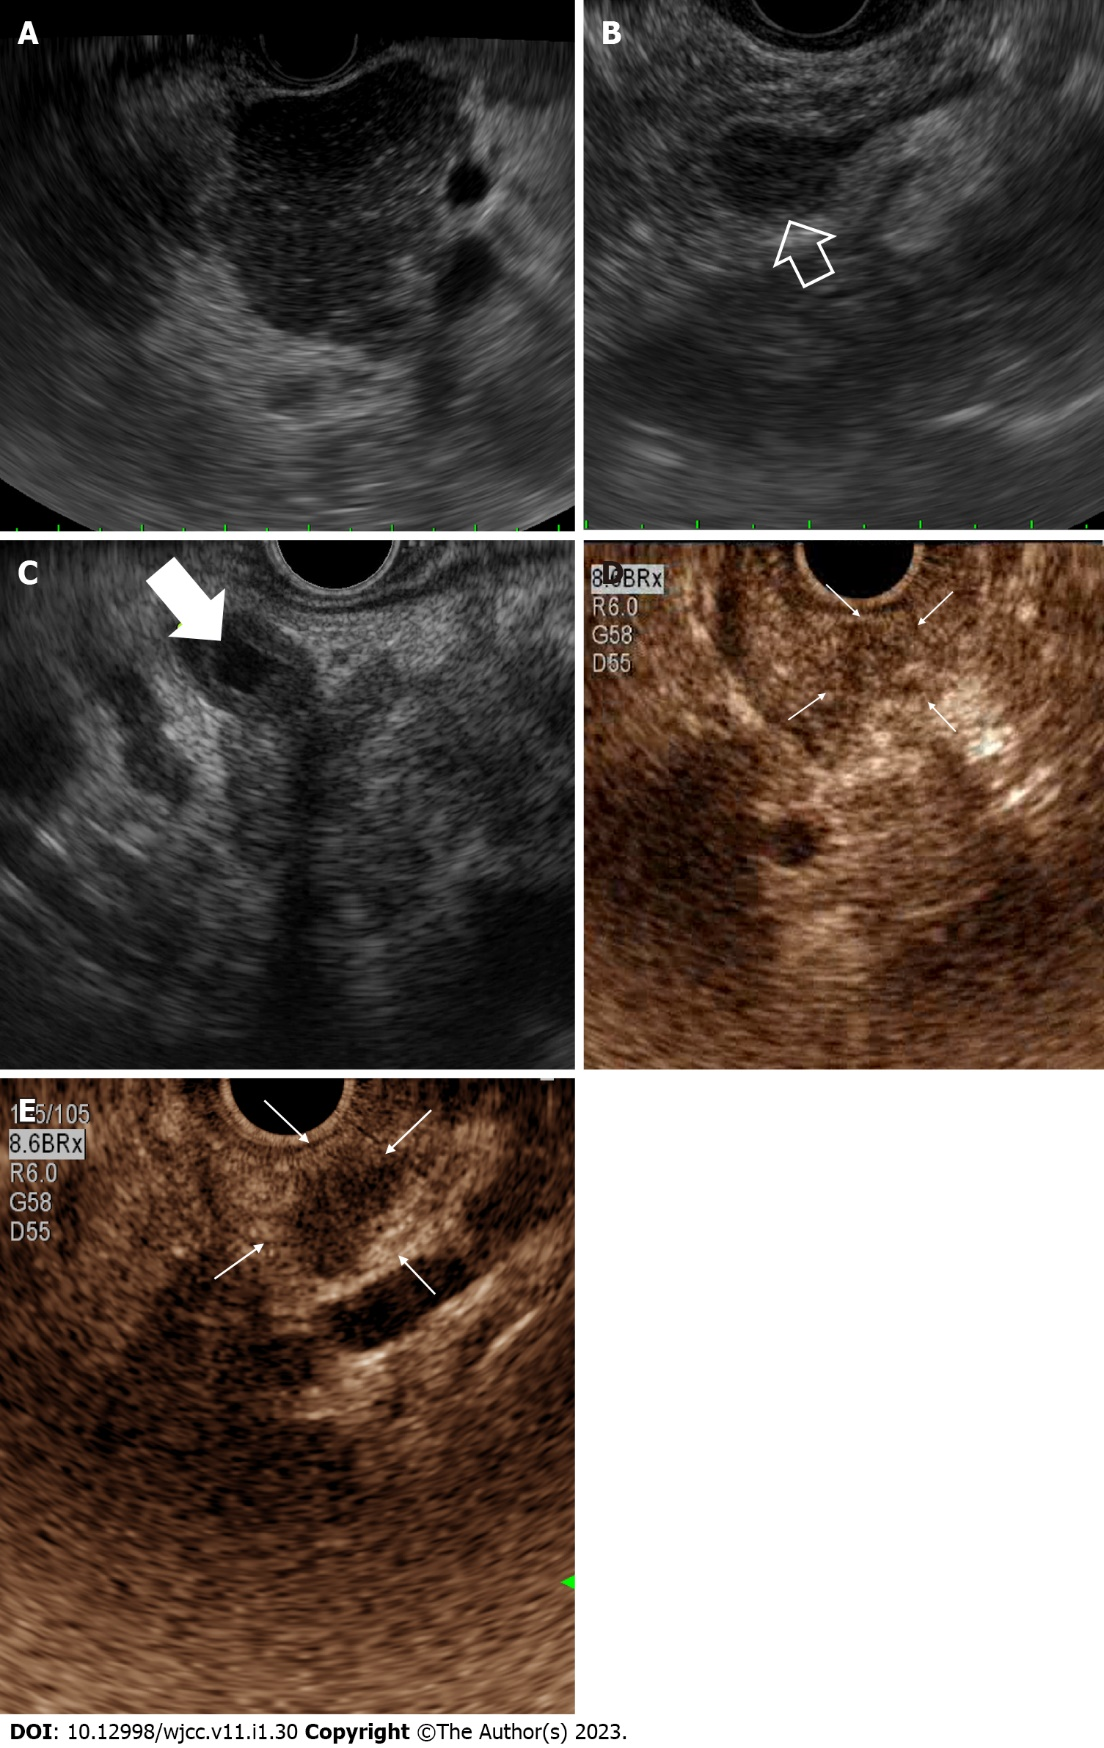 A
B
C
D
8.6BRx
R6.0
G58
D55
E
8.6BRx
R6.0
G58
D55
DOI: 10.12998/wjcc.v11.i1.30 Copyright ©The Author(s) 2023.